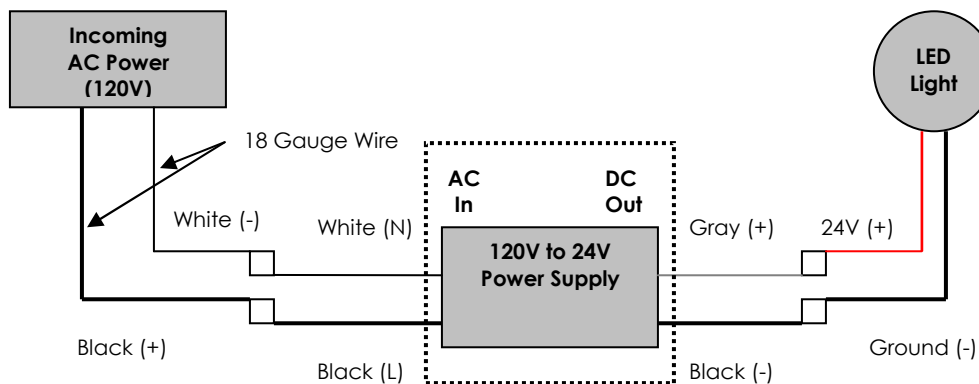 Incoming
AC Power
(120V)
LED
Light
18 Gauge Wire
AC
In
DC
Out
White (-)
White (N)
Gray (+)
24V (+)
120V to 24V
Power Supply
Black (+)
Black (L)
Black (-)
Ground (-)